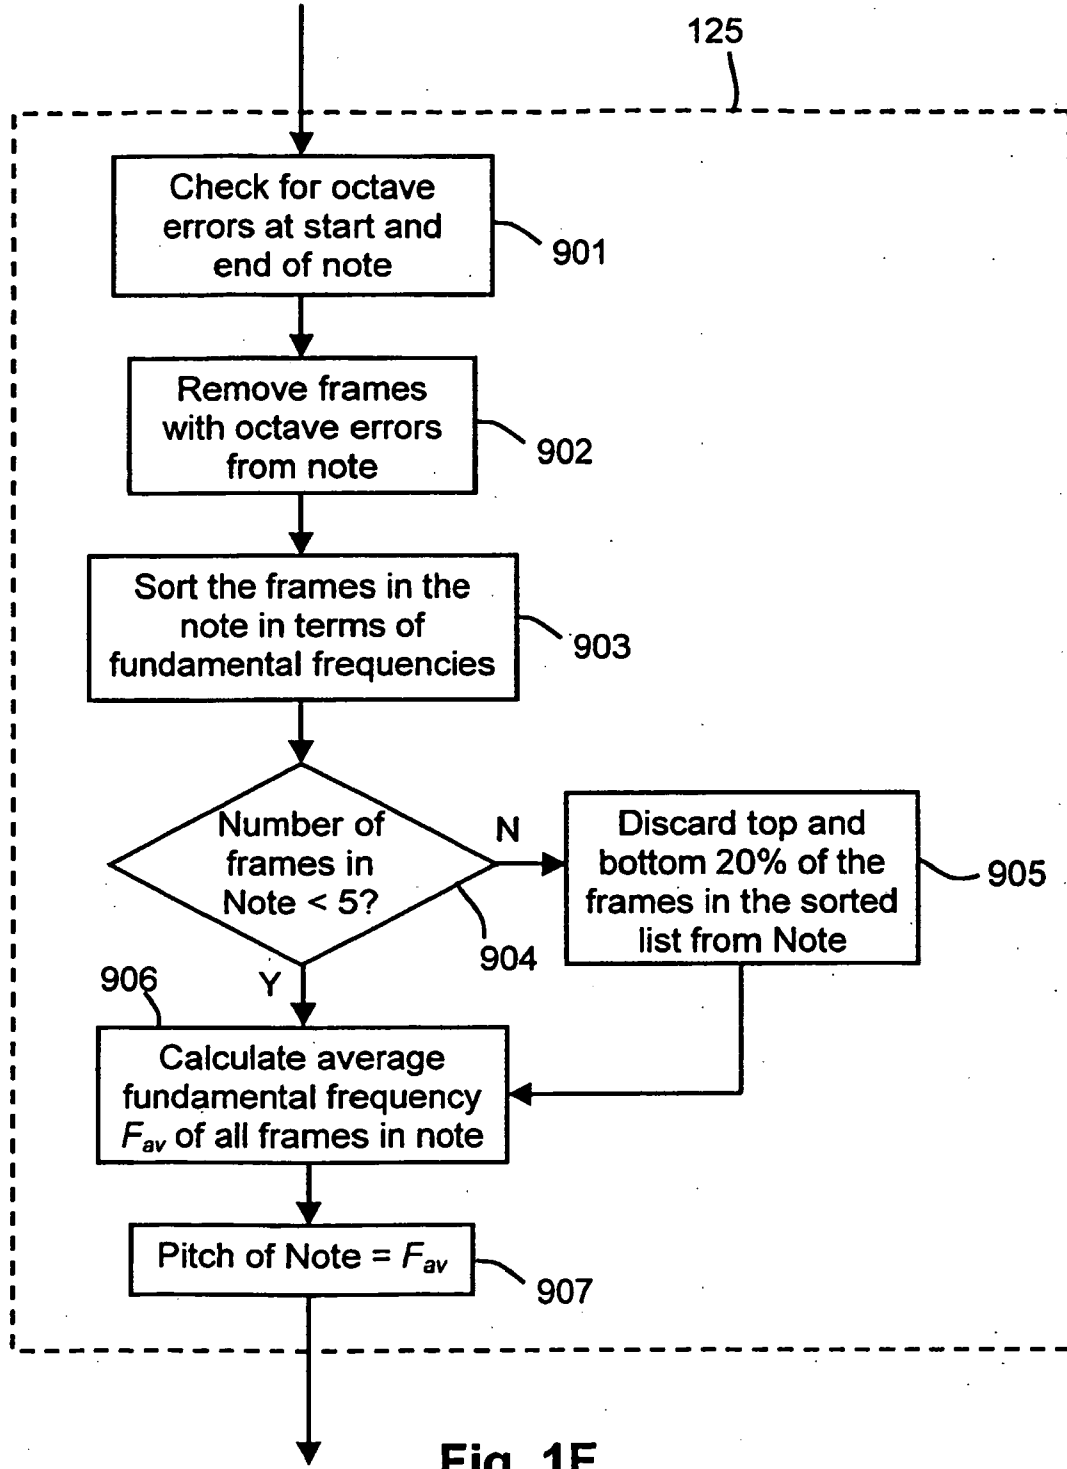 125
Check for octave
errors at start and
end of note
901
Remove frames
with octave errors
from note
902
Sort the frames in the
note in terms of
fundamental frequencies
903
Number of
frames in
Note < 5?
904
N
Discard top and
bottom 20% of the
frames in the sorted
list from Note
905
Y
906
Calculate average
fundamental frequency
Fav of all frames in note
Pitch of Note = Fav
907